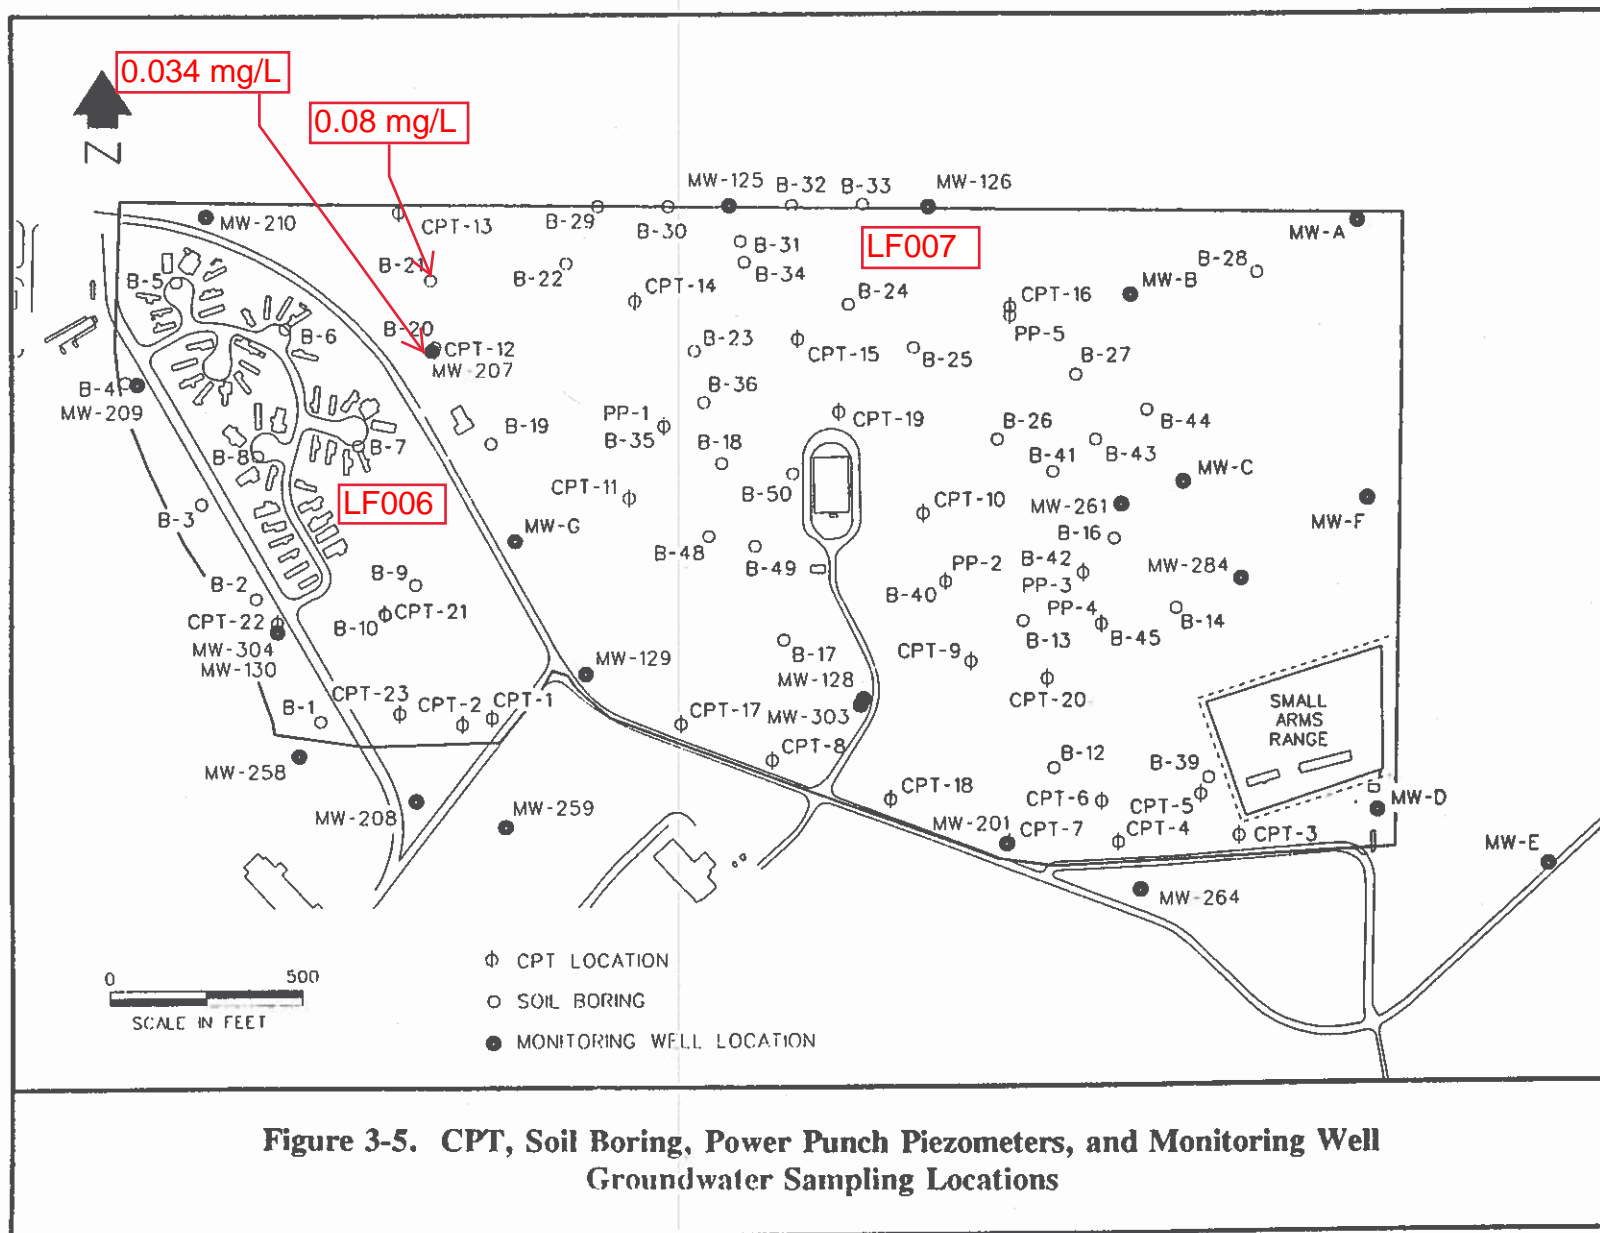 0.034 mg/L
0.08 mg/L
Z
MW-125
B-32
B-33
MW-126
MW-210
CPT-13
B-29
B-30
LF007
MW-A
B-31
B-21
B-22
B-34
B-28
B-5
CPT-14
B-24
CPT-16
MW-B
PP-5
B-6
B-20
CPT-12
MW-207
B-23
CPT-15
B-25
B-27
B-4
MW-209
B-36
PP-1
B-35
CPT-19
B-26
B-44
B-19
B-18
B-7
B-8
B-41
B-43
MW-C
CPT-11
B-50
CPT-10
MW-261
LF006
B-3
MW-G
MW-F
B-16
B-48
B-49
PP-2
B-42
MW-284
B-9
B-40
PP-3
B-2
CPT-21
PP-4
B-14
CPT-22
B-10
B-13
B-45
MW-304
MW-130
B-17
CPT-9
MW-129
MW-128
CPT-20
CPT-23
CPT-2
CPT-1
MW-303
SMALL
ARMS
RANGE
B-1
CPT-17
CPT-8
B-12
B-39
MW-258
CPT-18
CPT-6
CPT-5
MW-D
MW-208
MW-259
MW-201
CPT-7
CPT-4
CPT-3
MW-E
MW-264
CPT LOCATION
0 500
SOIL BORING
SCALE IN FEET
MONITORING WELL LOCATION
Figure 3-5. CPT, Soil Boring, Power Punch Piezometers, and Monitoring Well
Groundwater Sampling Locations